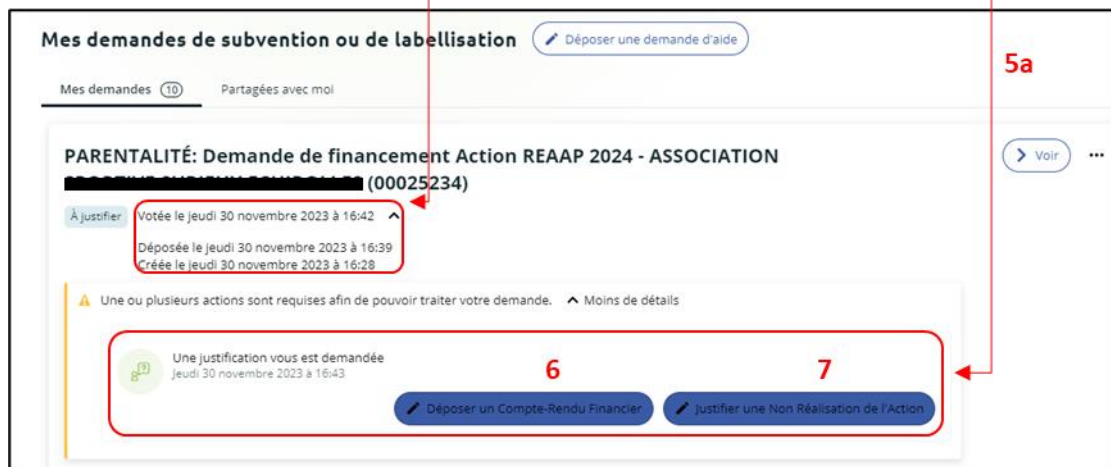 Mes demandes de subvention ou de labellisation Déposer une demande d'aide
5a
Mes demandes 10 Partagées avec moi
PARENTALITÉ: Demande de financement Action REAAP 2024 - ASSOCIATION
(00025234)
Voir
À justifier Votée le jeudi 30 novembre 2023 à 16:42
Déposée le jeudi 30 novembre 2023 à 16:39
Créée le jeudi 30 novembre 2023 à 16:28
Une ou plusieurs actions sont requises afin de pouvoir traiter votre demande. Moins de détails
Une justification vous est demandée
Jeudi 30 novembre 2023 à 16:43
6 7
Déposer un Compte-Rendu Financier Justifier une Non Réalisation de l'Action